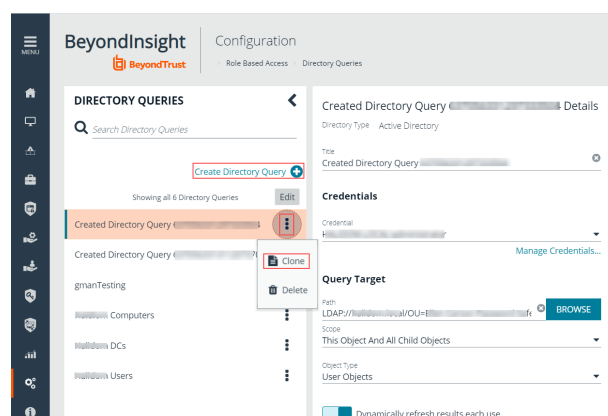 MENU
BeyondInsight
BeyondTrust
Configuration
Role Based Access
Directory Queries
DIRECTORY QUERIES
Search Directory Queries
Create Directory Query
Showing all 6 Directory Queries
Edit
Created Directory Query
Created Directory Query
Clone
Delete
gmanTesting
Computers
DCs
Users
Created Directory Query Details
Directory Type Active Directory
Title
Created Directory Query
Credentials
Credential
Manage Credentials...
Query Target
Path
LDAP:// local/OU=
BROWSE
Scope
This Object And All Child Objects
Object Type
User Objects
Dynamically refresh results each use